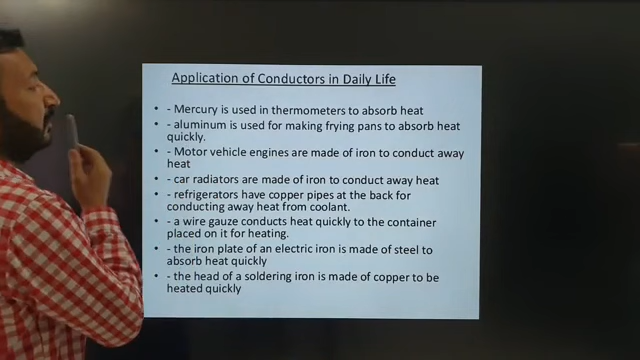 Application of Conductors in Daily Life
• - Mercury is used in thermometers to absorb heat
• - aluminum is used for making frying pans to absorb heat
quickly.
• - Motor vehicle engines are made of iron to conduct away
heat
• - car radiators are made of iron to conduct away heat
• - refrigerators have copper pipes at the back for
conducting away heat from coolant.
• - a wire gauze conducts heat quickly to the container
placed on it for heating.
• - the iron plate of an electric iron is made of steel to
absorb heat quickly
• - the head of a soldering iron is made of copper to be
heated quickly